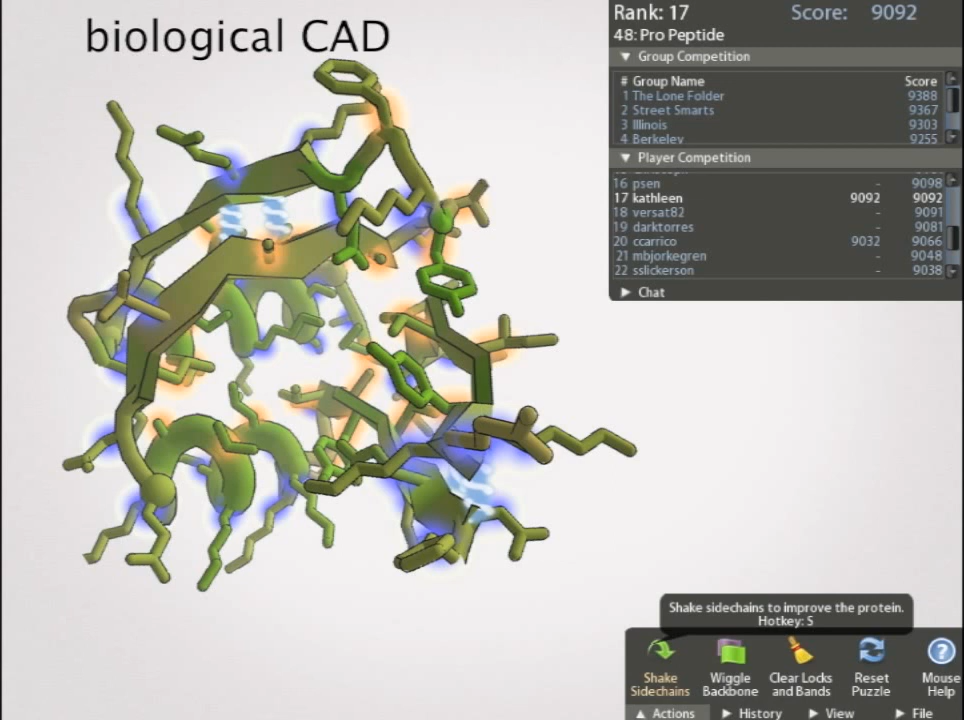 biological CAD
Rank: 17 Score: 9092
48: Pro Peptide
Group Competition
# Group Name Score
1 The Lone Folder 9388
2 Street Smarts 9367
3 Illinois 9303
4 Berkeley 9255
Player Competition
16 psen - 9098
17 kathleen 9092 9092
18 versat82 - 9091
19 darktorres - 9081
20 ccarrico 9032 9066
21 mbjorkegren - 9048
22 sslickerson - 9038
Chat
Shake sidechains to improve the protein.
Hotkey: S
Shake Sidechains
Wiggle Backbone
Clear Locks and Bands
Reset Puzzle
Mouse Help
Actions History View File